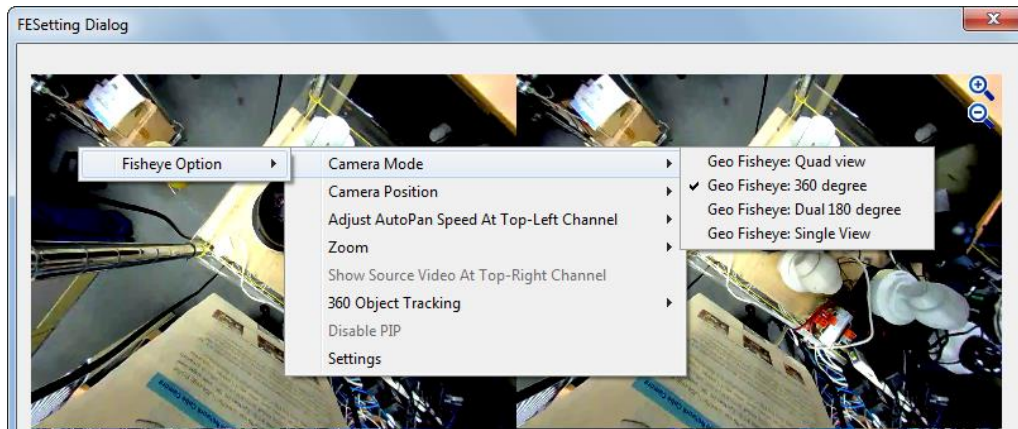 FESetting Dialog
Fisheye Option
Camera Mode
Camera Position
Adjust AutoPan Speed At Top-Left Channel
Zoom
Show Source Video At Top-Right Channel
360 Object Tracking
Disable PIP
Settings
Geo Fisheye: Quad view
Geo Fisheye: 360 degree
Geo Fisheye: Dual 180 degree
Geo Fisheye: Single View